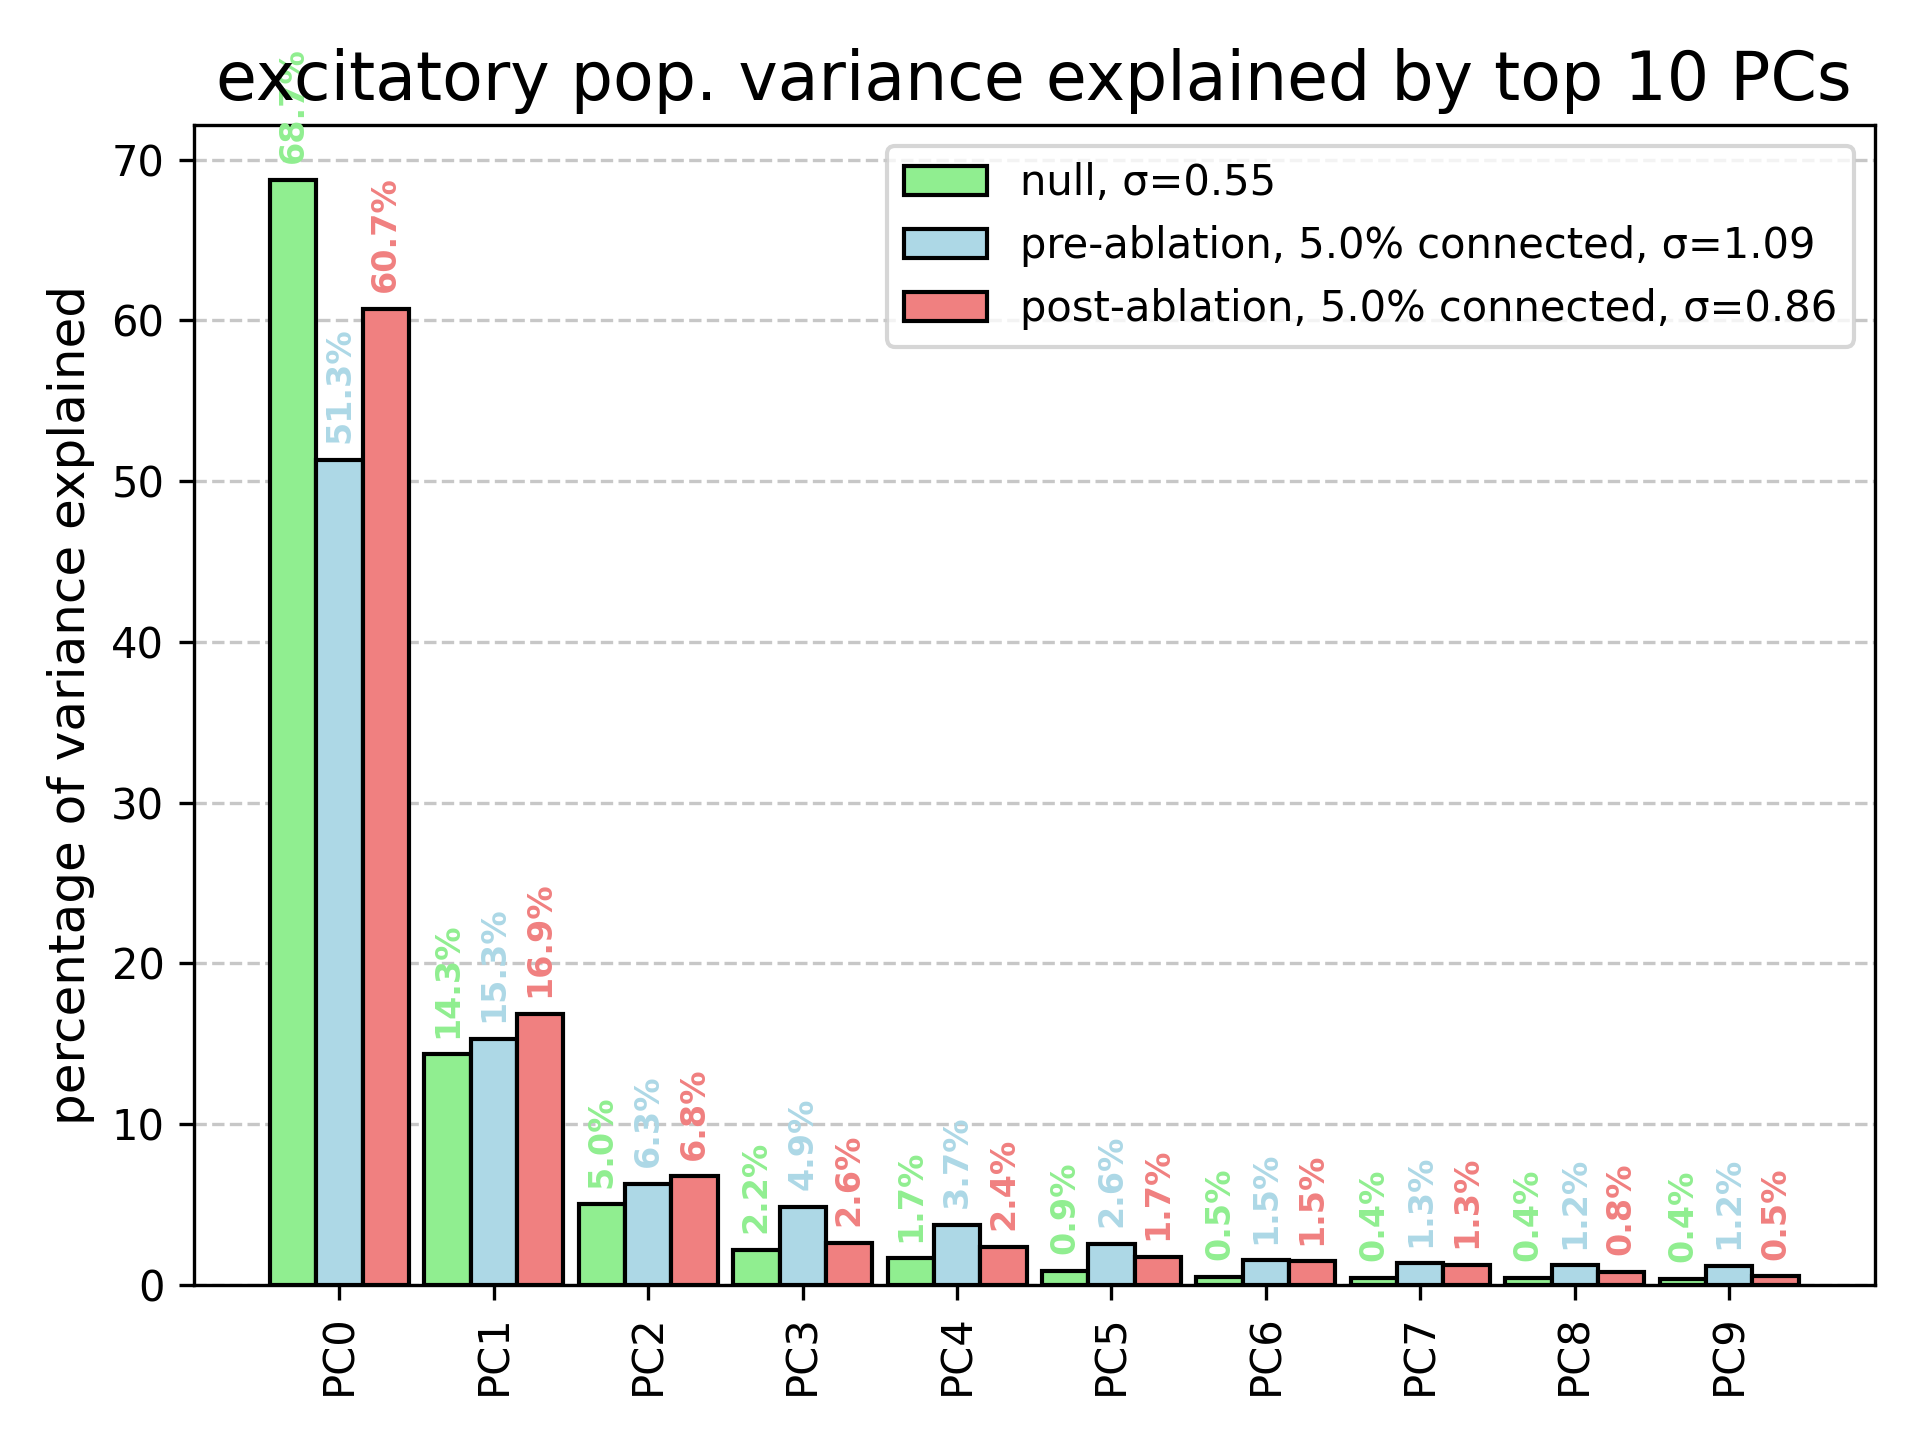 excitatory pop. variance explained by top 10 PCs
percentage of variance explained
70
60
50
40
30
20
10
0
null, σ=0.55
pre-ablation, 5.0% connected, σ=1.09
post-ablation, 5.0% connected, σ=0.86
68.7%
51.3%
60.7%
14.3%
15.3%
16.9%
5.0%
6.3%
6.8%
2.2%
4.9%
2.6%
1.7%
3.7%
2.4%
0.9%
2.6%
1.7%
0.5%
1.5%
1.5%
0.4%
1.3%
1.3%
0.4%
1.2%
0.8%
0.4%
1.2%
0.5%
PC0
PC1
PC2
PC3
PC4
PC5
PC6
PC7
PC8
PC9